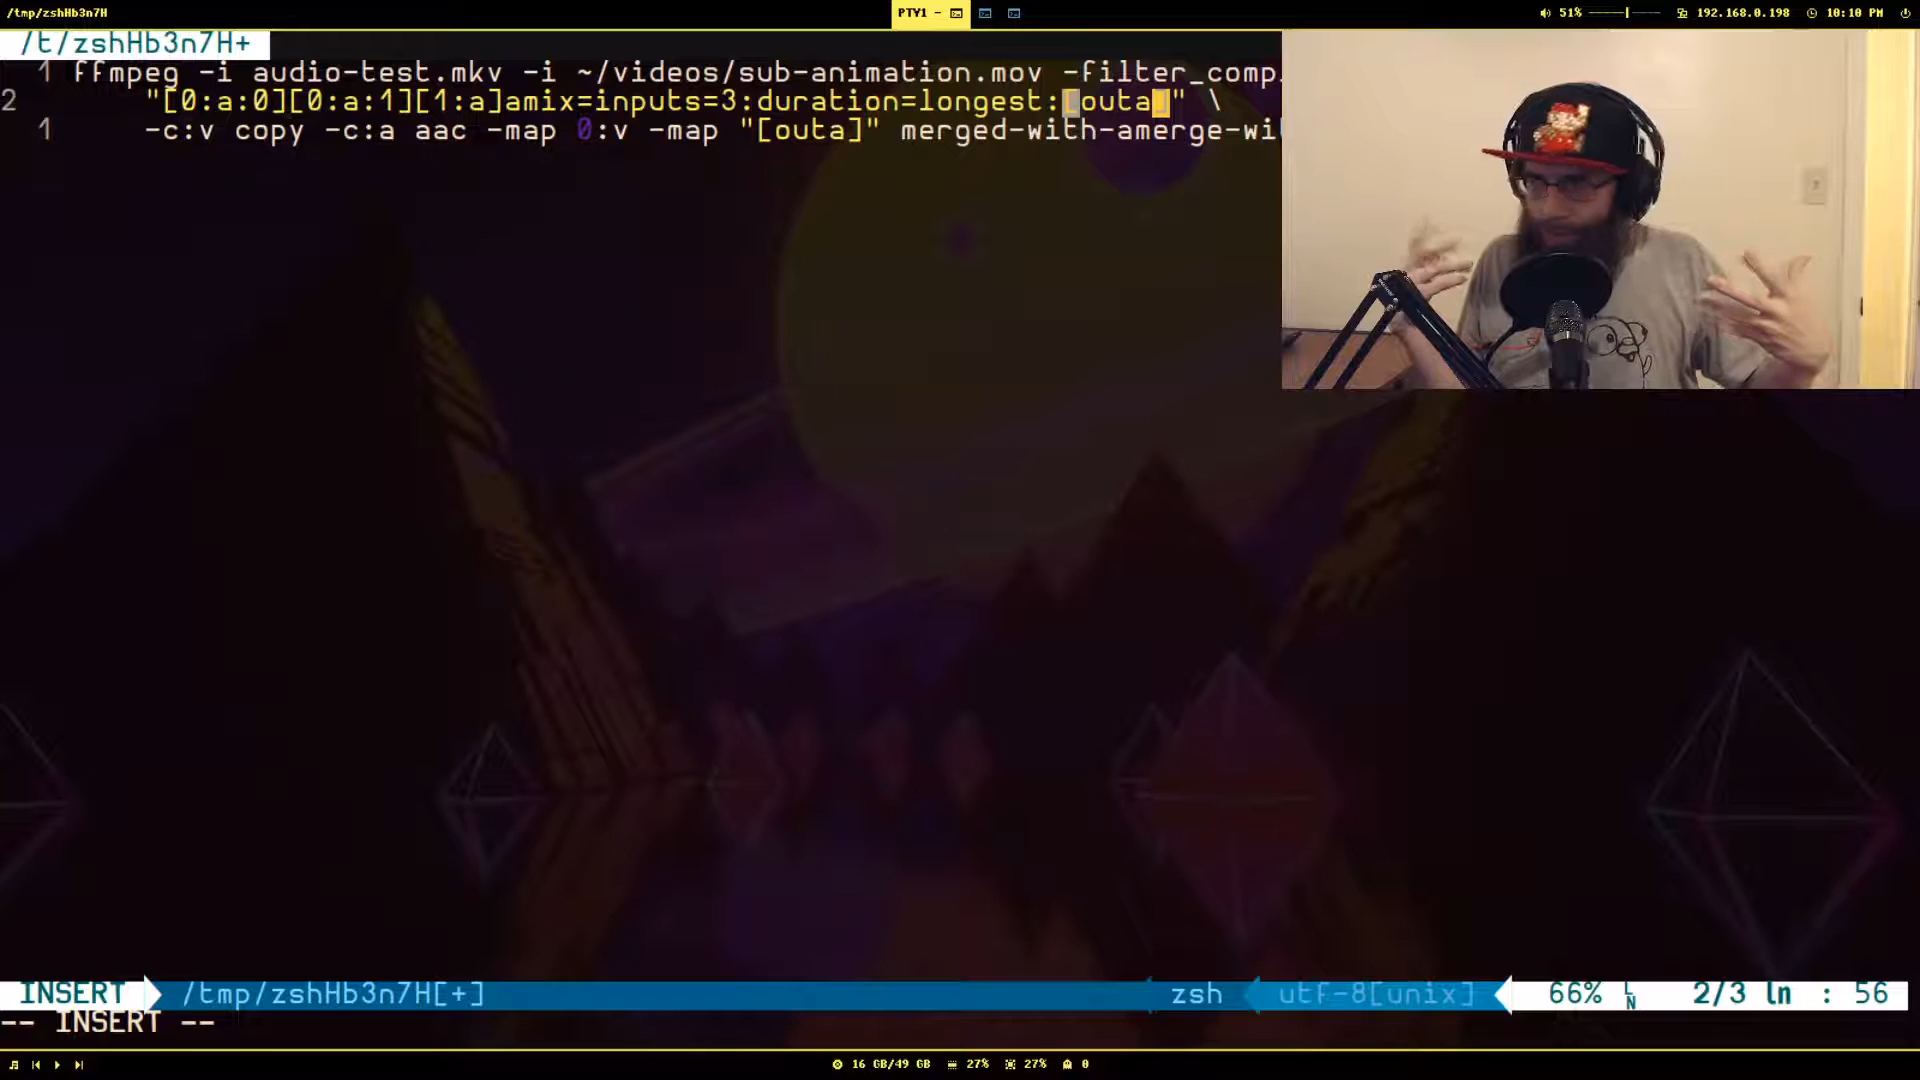 /tmp/zshHb3n7H
PTY1 -
51%
192.168.0.198
10:10 PM
/t/zshHb3n7H+
1 ffmpeg -i audio-test.mkv -i ~/videos/sub-animation.mov -filter_comp
2 "[0:a:0][0:a:1][1:a]amix=inputs=3:duration=longest:[outa]" \
1 -c:v copy -c:a aac -map 0:v -map "[outa]" merged-with-amerge-wi
INSERT /tmp/zshHb3n7H[+] zsh utf-8[unix] 66% LN 2/3 ln : 56
-- INSERT --
16 GB/49 GB 27% 27% 0